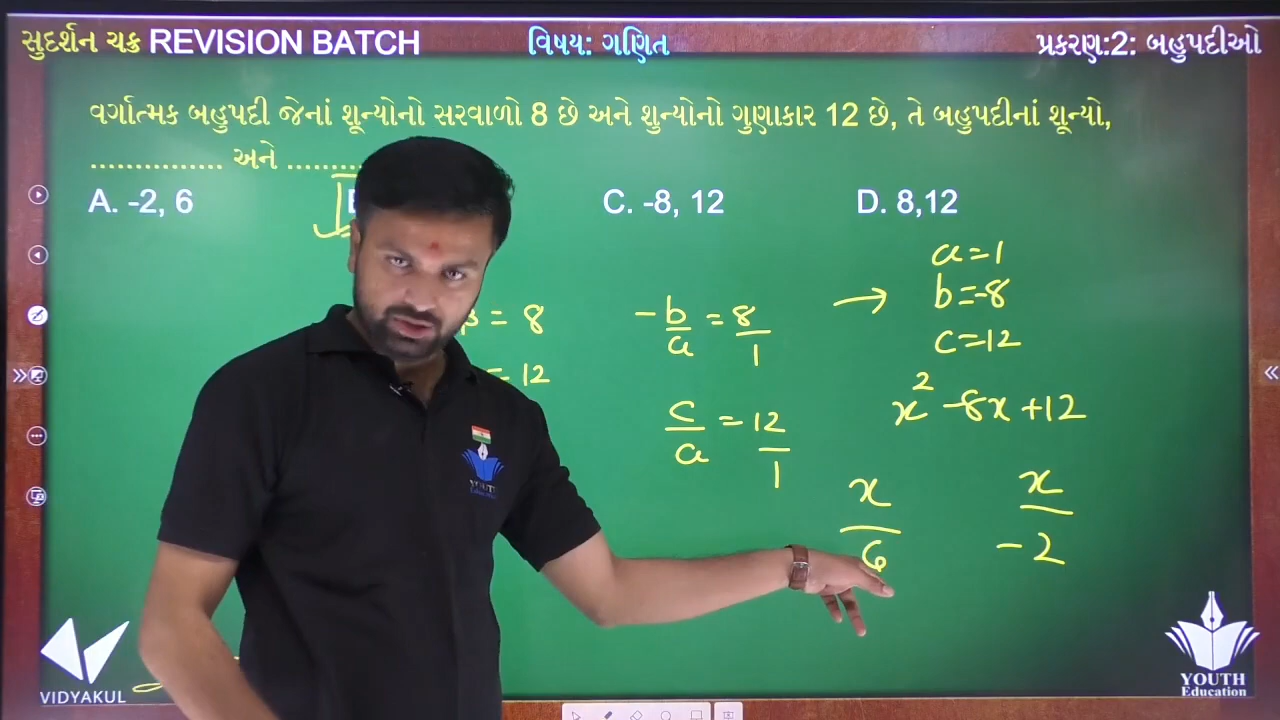 સુદર્શન ચક્ર REVISION BATCH
વિષય: ગણિત
પ્રકરણ:2: બહુપદીઓ
વર્ગાત્મક બહુપદી જેનાં શૂન્યોનો સરવાળો 8 છે અને શુન્યોનો ગુણાકાર 12 છે, તે બહુપદીનાં શૂન્યો,
............... અને ..........
A. -2, 6
C. -8, 12
D. 8,12
β = 8
= 12
-b/a = 8/1
c/a = 12/1
→ a=1
b=-8
c=12
x² -8x +12
x/6
x/-2
YOUTH
VIDYAKUL
YOUTH
Education